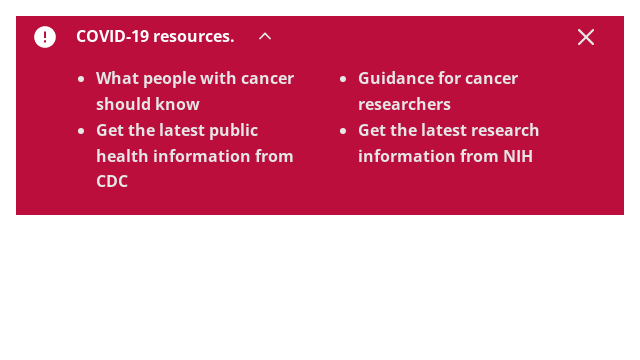 COVID-19 resources.
What people with cancer
should know
Get the latest public
health information from
CDC
Guidance for cancer
researchers
Get the latest research
information from NIH